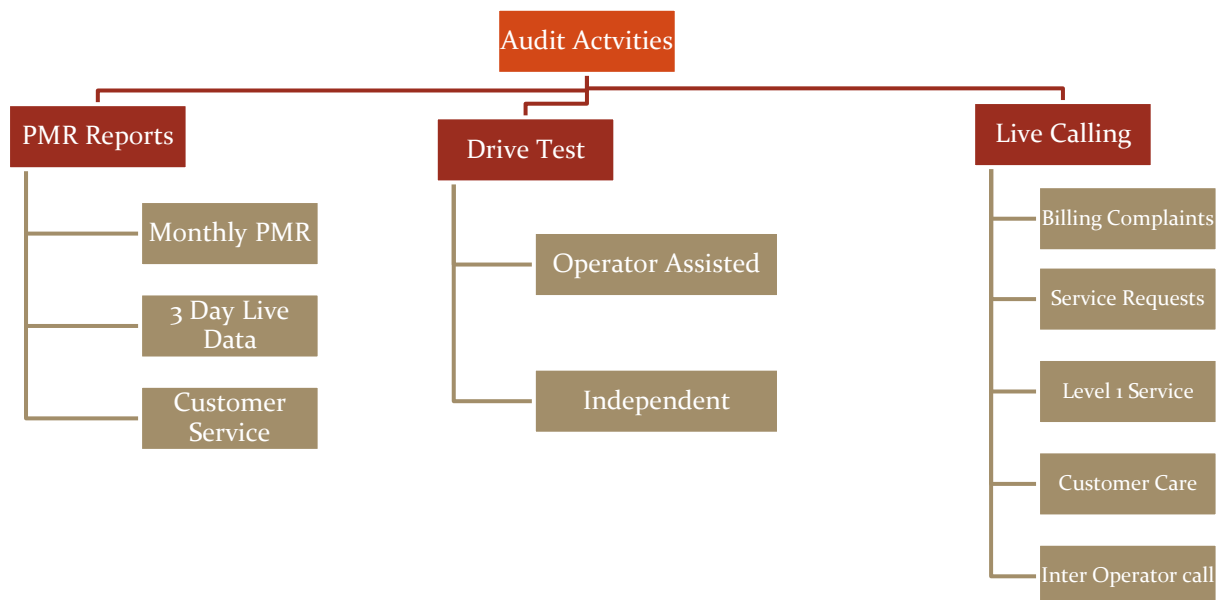 Audit Actvities
PMR Reports
Monthly PMR
3 Day Live
Data
Customer
Service
Drive Test
Operator Assisted
Independent
Live Calling
Billing Complaints
Service Requests
Level 1 Service
Customer Care
Inter Operator call